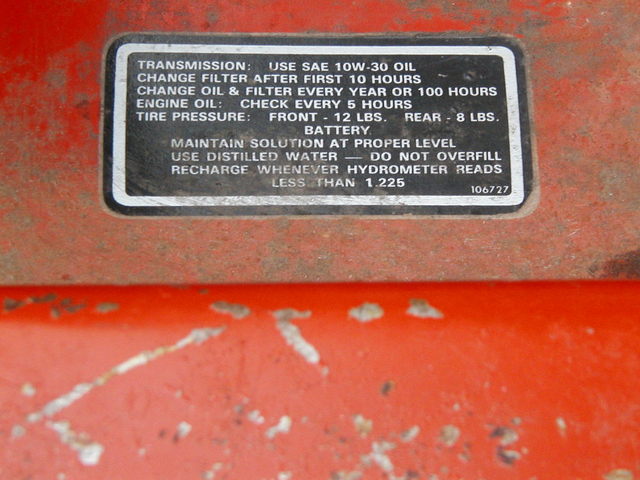 TRANSMISSION: USE SAE 10W-30 OIL
CHANGE FILTER AFTER FIRST 10 HOURS
CHANGE OIL & FILTER EVERY YEAR OR 100 HOURS
ENGINE OIL: CHECK EVERY 5 HOURS
TIRE PRESSURE: FRONT - 12 LBS. REAR - 8 LBS.
BATTERY
MAINTAIN SOLUTION AT PROPER LEVEL
USE DISTILLED WATER — DO NOT OVERFILL
RECHARGE WHENEVER HYDROMETER READS
LESS THAN 1.225
106727